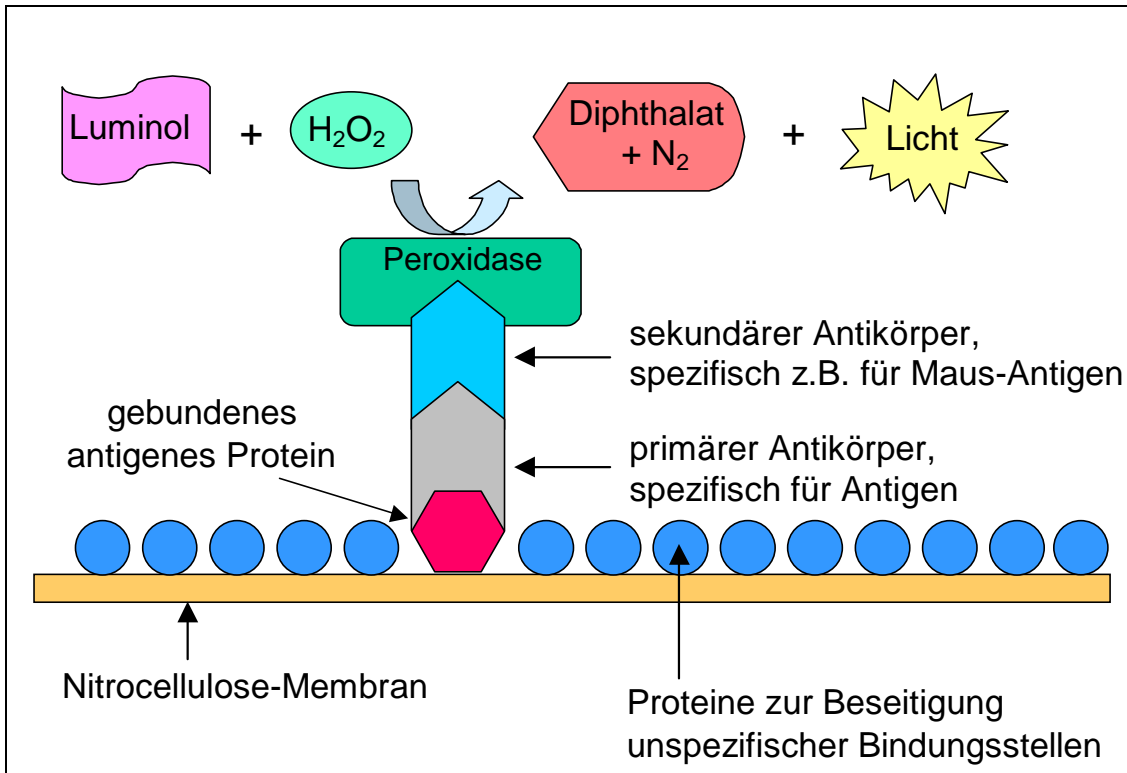 Luminol + H₂O₂ Diphthalat + Licht
+ N₂
Peroxidase
sekundärer Antikörper,
spezifisch z.B. für Maus-Antigen
gebundenes
antigenes Protein
primärer Antikörper,
spezifisch für Antigen
Nitrocellulose-Membran
Proteine zur Beseitigung
unspezifischer Bindungsstellen